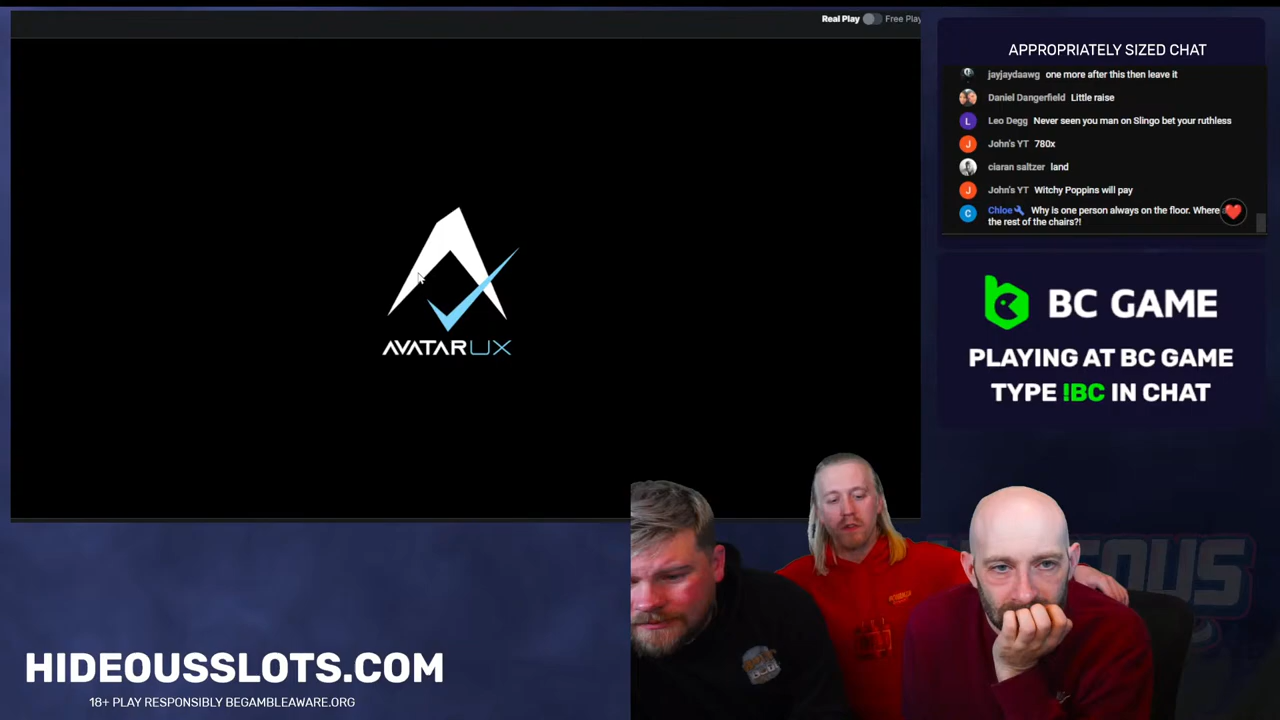 Real Play Free Play
AVATARUX
APPROPRIATELY SIZED CHAT
jayjaydaawg one more after this then leave it
Daniel Dangerfield Little raise
L Leo Degg Never seen you man on Slingo bet your ruthless
J John's YT 780x
ciaran saltzer land
J John's YT Witchy Poppins will pay
C Chloe Why is one person always on the floor. Where
the rest of the chairs?!
BC GAME
PLAYING AT BC GAME
TYPE !BC IN CHAT
HIDEOUSSLOTS.COM
18+ PLAY RESPONSIBLY BEGAMBLEAWARE.ORG